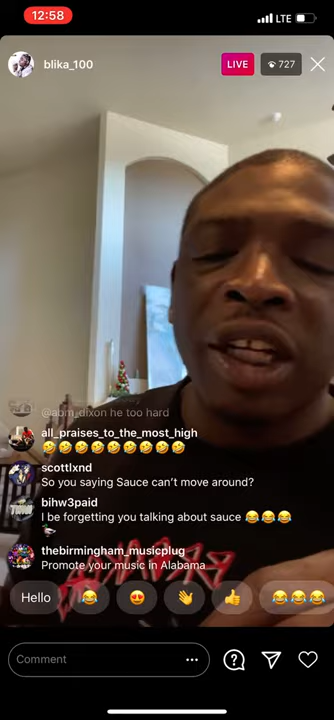 12:58
LTE
blika_100
LIVE
727
@abm_dixon he too hard
all_praises_to_the_most_high
🤣🤣🤣🤣🤣🤣🤣🤣🤣
scottlxnd
So you saying Sauce can't move around?
bihw3paid
I be forgetting you talking about sauce 😂😂😂
🦆
thebirmingham_musicplug
Promote your music in Alabama
Hello 😂 😍 👋 👍 😂😂😂
Comment